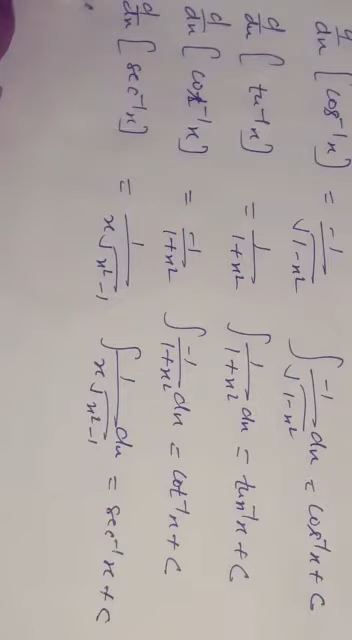 d/dx [cos⁻¹x] = -1/√(1-x²) ∫ -1/√(1-x²) dx = cos⁻¹x + C
d/dx [tan⁻¹x] = 1/(1+x²) ∫ 1/(1+x²) dx = tan⁻¹x + C
d/dx [cot⁻¹x] = -1/(1+x²) ∫ -1/(1+x²) dx = cot⁻¹x + C
d/dx [sec⁻¹x] = 1/(x√(x²-1)) ∫ 1/(x√(x²-1)) dx = sec⁻¹x + C